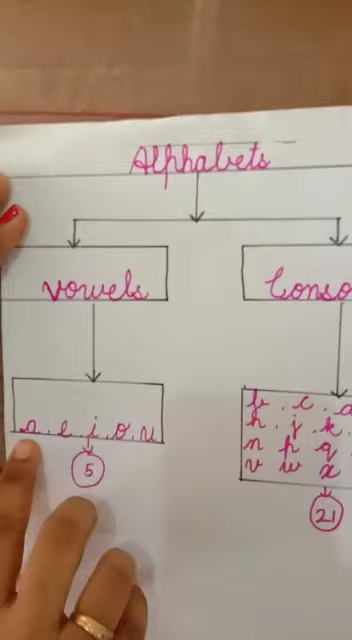 Alphabets
vowels
Conso
a, e, i, o, u
b, c, d
h, j, k
n p q
v w x
5
21